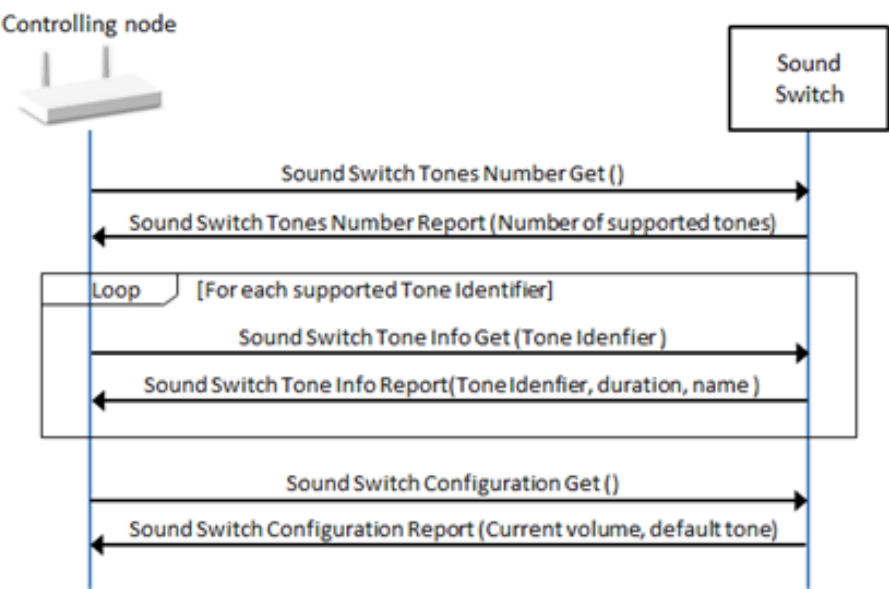 Controlling node
Sound
Switch
Sound Switch Tones Number Get ()
Sound Switch Tones Number Report (Number of supported tones)
Loop
[For each supported Tone Identifier]
Sound Switch Tone Info Get (Tone Idenfier )
Sound Switch Tone Info Report(Tone Idenfier, duration, name )
Sound Switch Configuration Get ()
Sound Switch Configuration Report (Current volume, default tone)